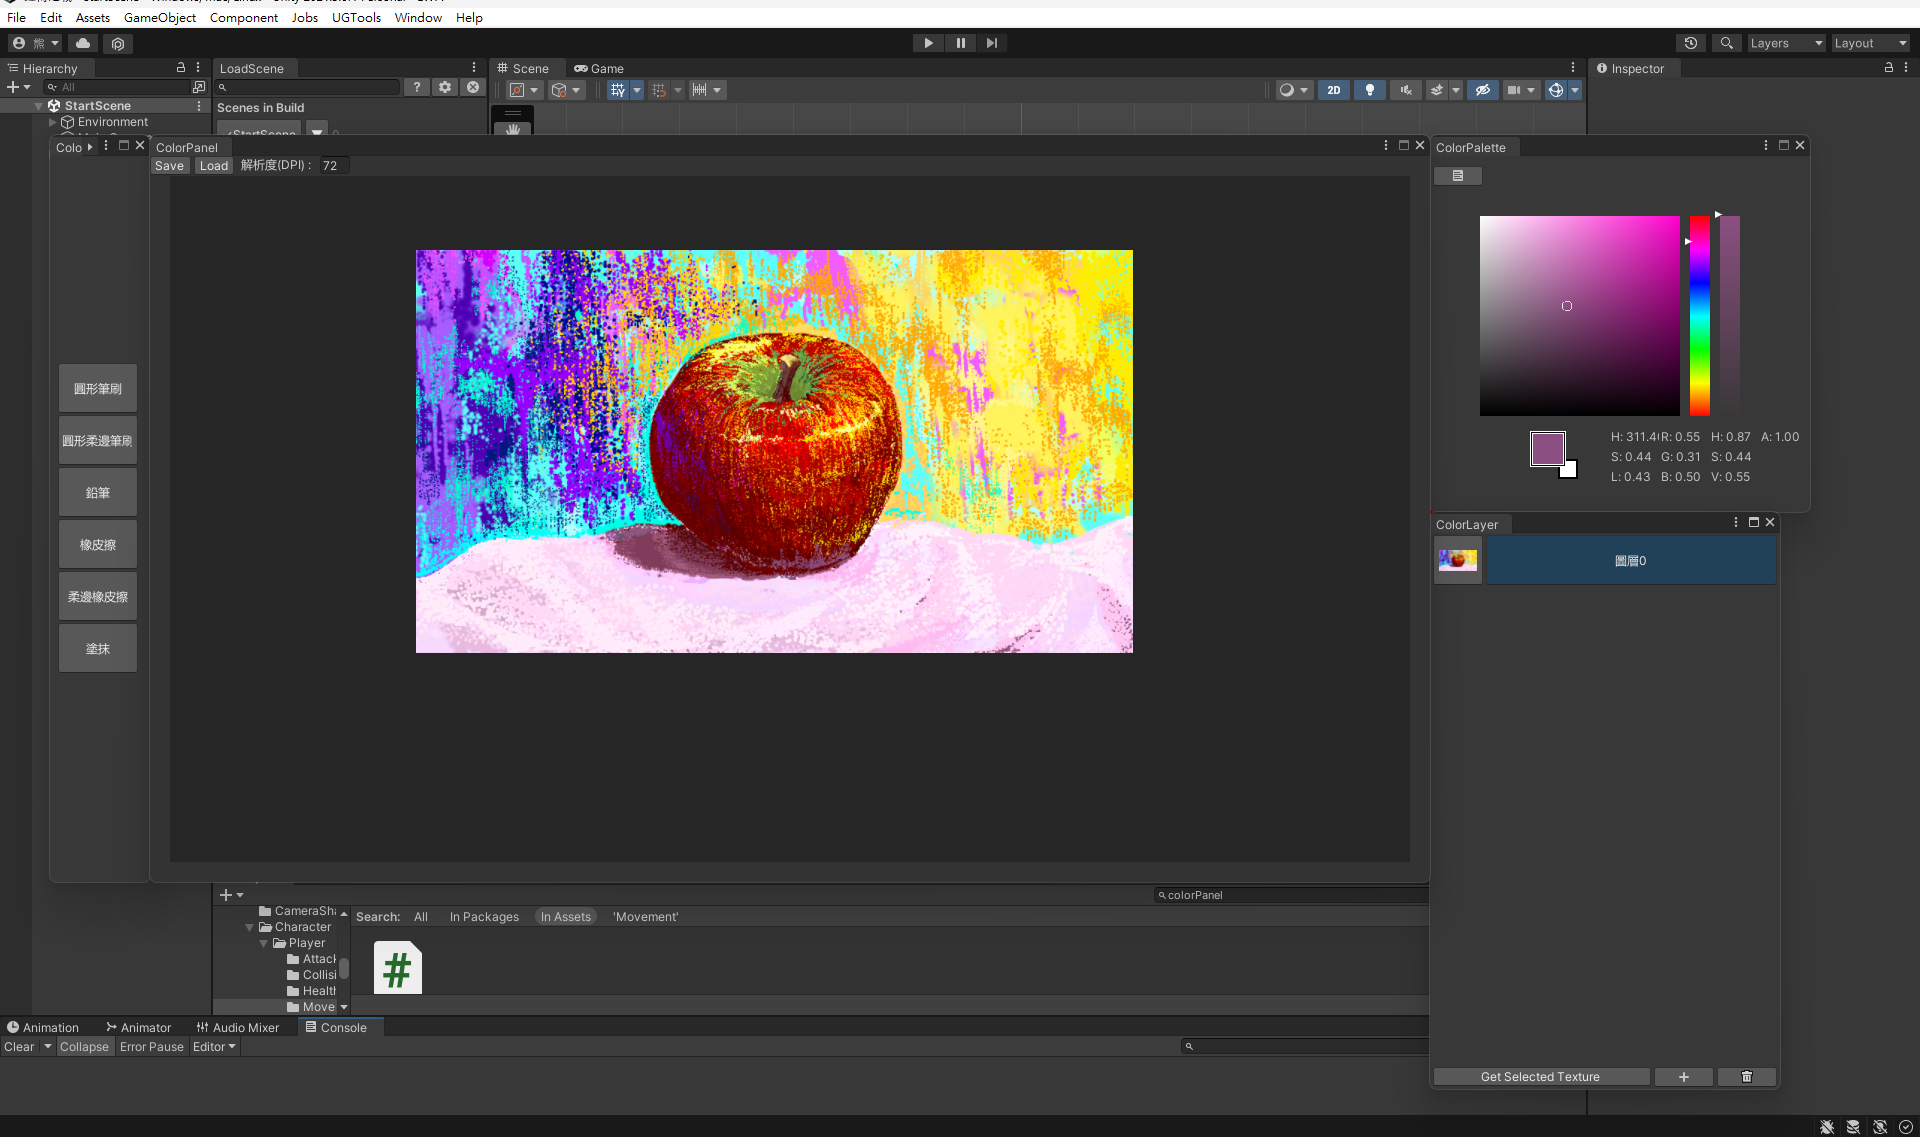 File Edit Assets GameObject Component Jobs UGTools Window Help
熊 Layers Layout
Hierarchy LoadScene Scene Game Inspector
All ? 2D
StartScene Scenes in Build
Environment
Colo ColorPanel ColorPalette
Save Load 解析度(DPI) : 72
圓形筆刷
圓形柔邊筆刷
鉛筆
橡皮擦
柔邊橡皮擦
塗抹
H: 311.4 R: 0.55 H: 0.87 A: 1.00
S: 0.44 G: 0.31 S: 0.44
L: 0.43 B: 0.50 V: 0.55
ColorLayer
圖層0
colorPanel
CameraSha Search: All In Packages In Assets 'Movement'
Character
Player
Attack
Collisi
Health
Move
#
Animation Animator Audio Mixer Console
Clear Collapse Error Pause Editor
Get Selected Texture +